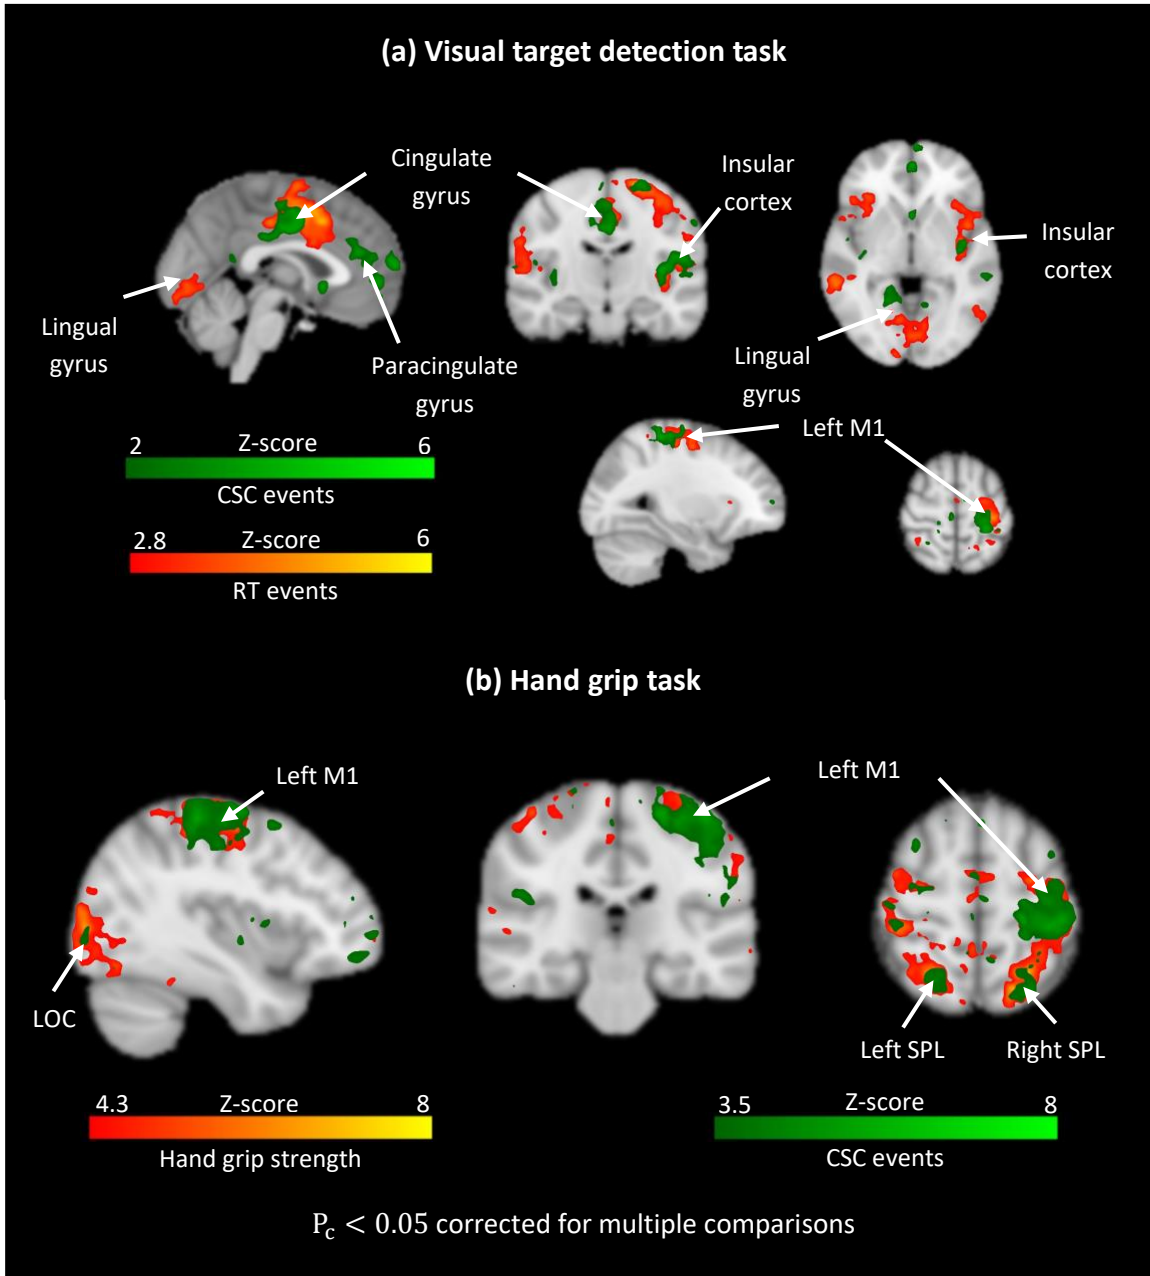 (a) Visual target detection task
Cingulate
gyrus
Insular
cortex
Insular
cortex
Lingual
gyrus
Paracingulate
gyrus
Lingual
gyrus
Left M1
2 Z-score 6
CSC events
2.8 Z-score 6
RT events
(b) Hand grip task
Left M1
Left M1
LOC
Left SPL
Right SPL
4.3 Z-score 8
Hand grip strength
3.5 Z-score 8
CSC events
P_c < 0.05 corrected for multiple comparisons